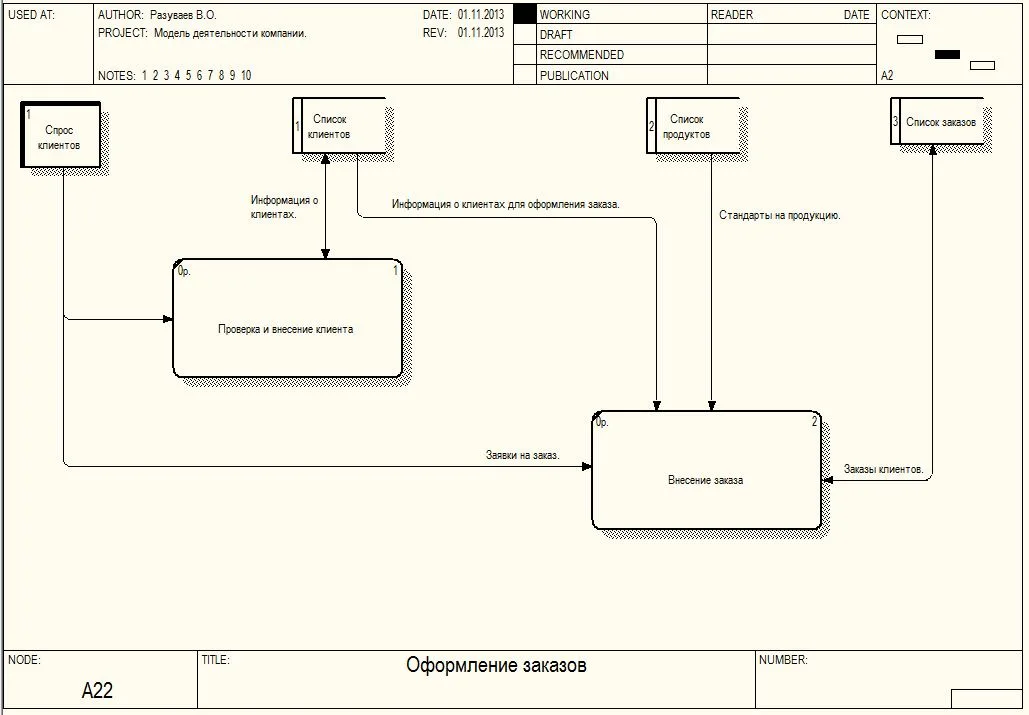 USED AT:
AUTHOR: Разуваев В.О.
DATE: 01.11.2013
PROJECT: Модель деятельности компании.
REV: 01.11.2013
NOTES: 1 2 3 4 5 6 7 8 9 10
WORKING
DRAFT
RECOMMENDED
PUBLICATION
READER
DATE
CONTEXT:
A2
1
Спрос
клиентов
1
Список
клиентов
2
Список
продуктов
3
Список заказов
Информация о
клиентах.
Информация о клиентах для оформления заказа.
Стандарты на продукцию.
0р.
1
Проверка и внесение клиента
0р.
2
Внесение заказа
Заявки на заказ.
Заказы клиентов.
NODE:
A22
TITLE:
Оформление заказов
NUMBER: